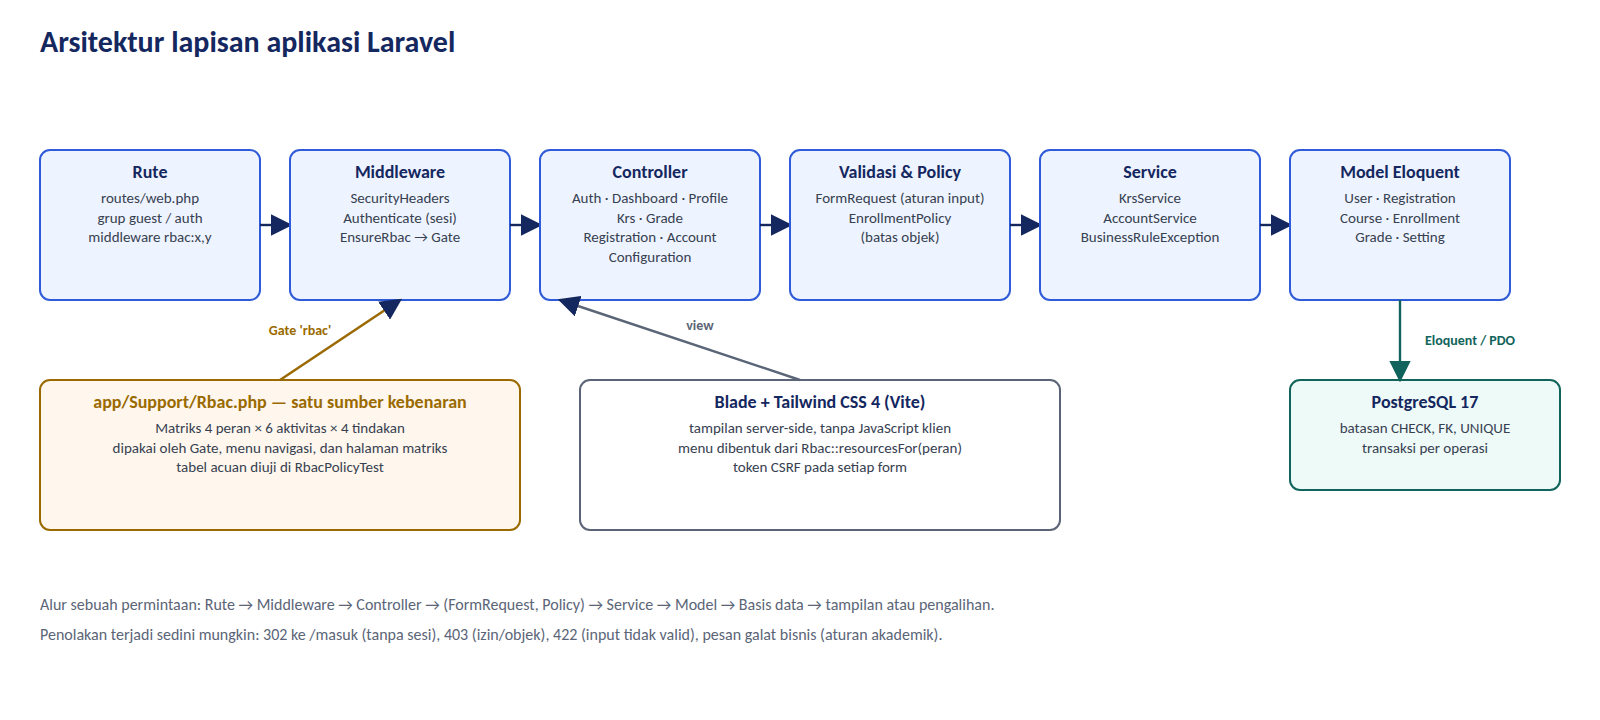 Arsitektur lapisan aplikasi Laravel
Rute
routes/web.php
grup guest / auth
middleware rbac:x,y
Middleware
SecurityHeaders
Authenticate (sesi)
EnsureRbac → Gate
Controller
Auth · Dashboard · Profile
Krs · Grade
Registration · Account
Configuration
Validasi & Policy
FormRequest (aturan input)
EnrollmentPolicy
(batas objek)
Service
KrsService
AccountService
BusinessRuleException
Model Eloquent
User · Registration
Course · Enrollment
Grade · Setting
Gate 'rbac'
view
Eloquent / PDO
app/Support/Rbac.php — satu sumber kebenaran
Matriks 4 peran × 6 aktivitas × 4 tindakan
dipakai oleh Gate, menu navigasi, dan halaman matriks
tabel acuan diuji di RbacPolicyTest
Blade + Tailwind CSS 4 (Vite)
tampilan server-side, tanpa JavaScript klien
menu dibentuk dari Rbac::resourcesFor(peran)
token CSRF pada setiap form
PostgreSQL 17
batasan CHECK, FK, UNIQUE
transaksi per operasi
Alur sebuah permintaan: Rute → Middleware → Controller → (FormRequest, Policy) → Service → Model → Basis data → tampilan atau pengalihan.
Penolakan terjadi sedini mungkin: 302 ke /masuk (tanpa sesi), 403 (izin/objek), 422 (input tidak valid), pesan galat bisnis (aturan akademik).